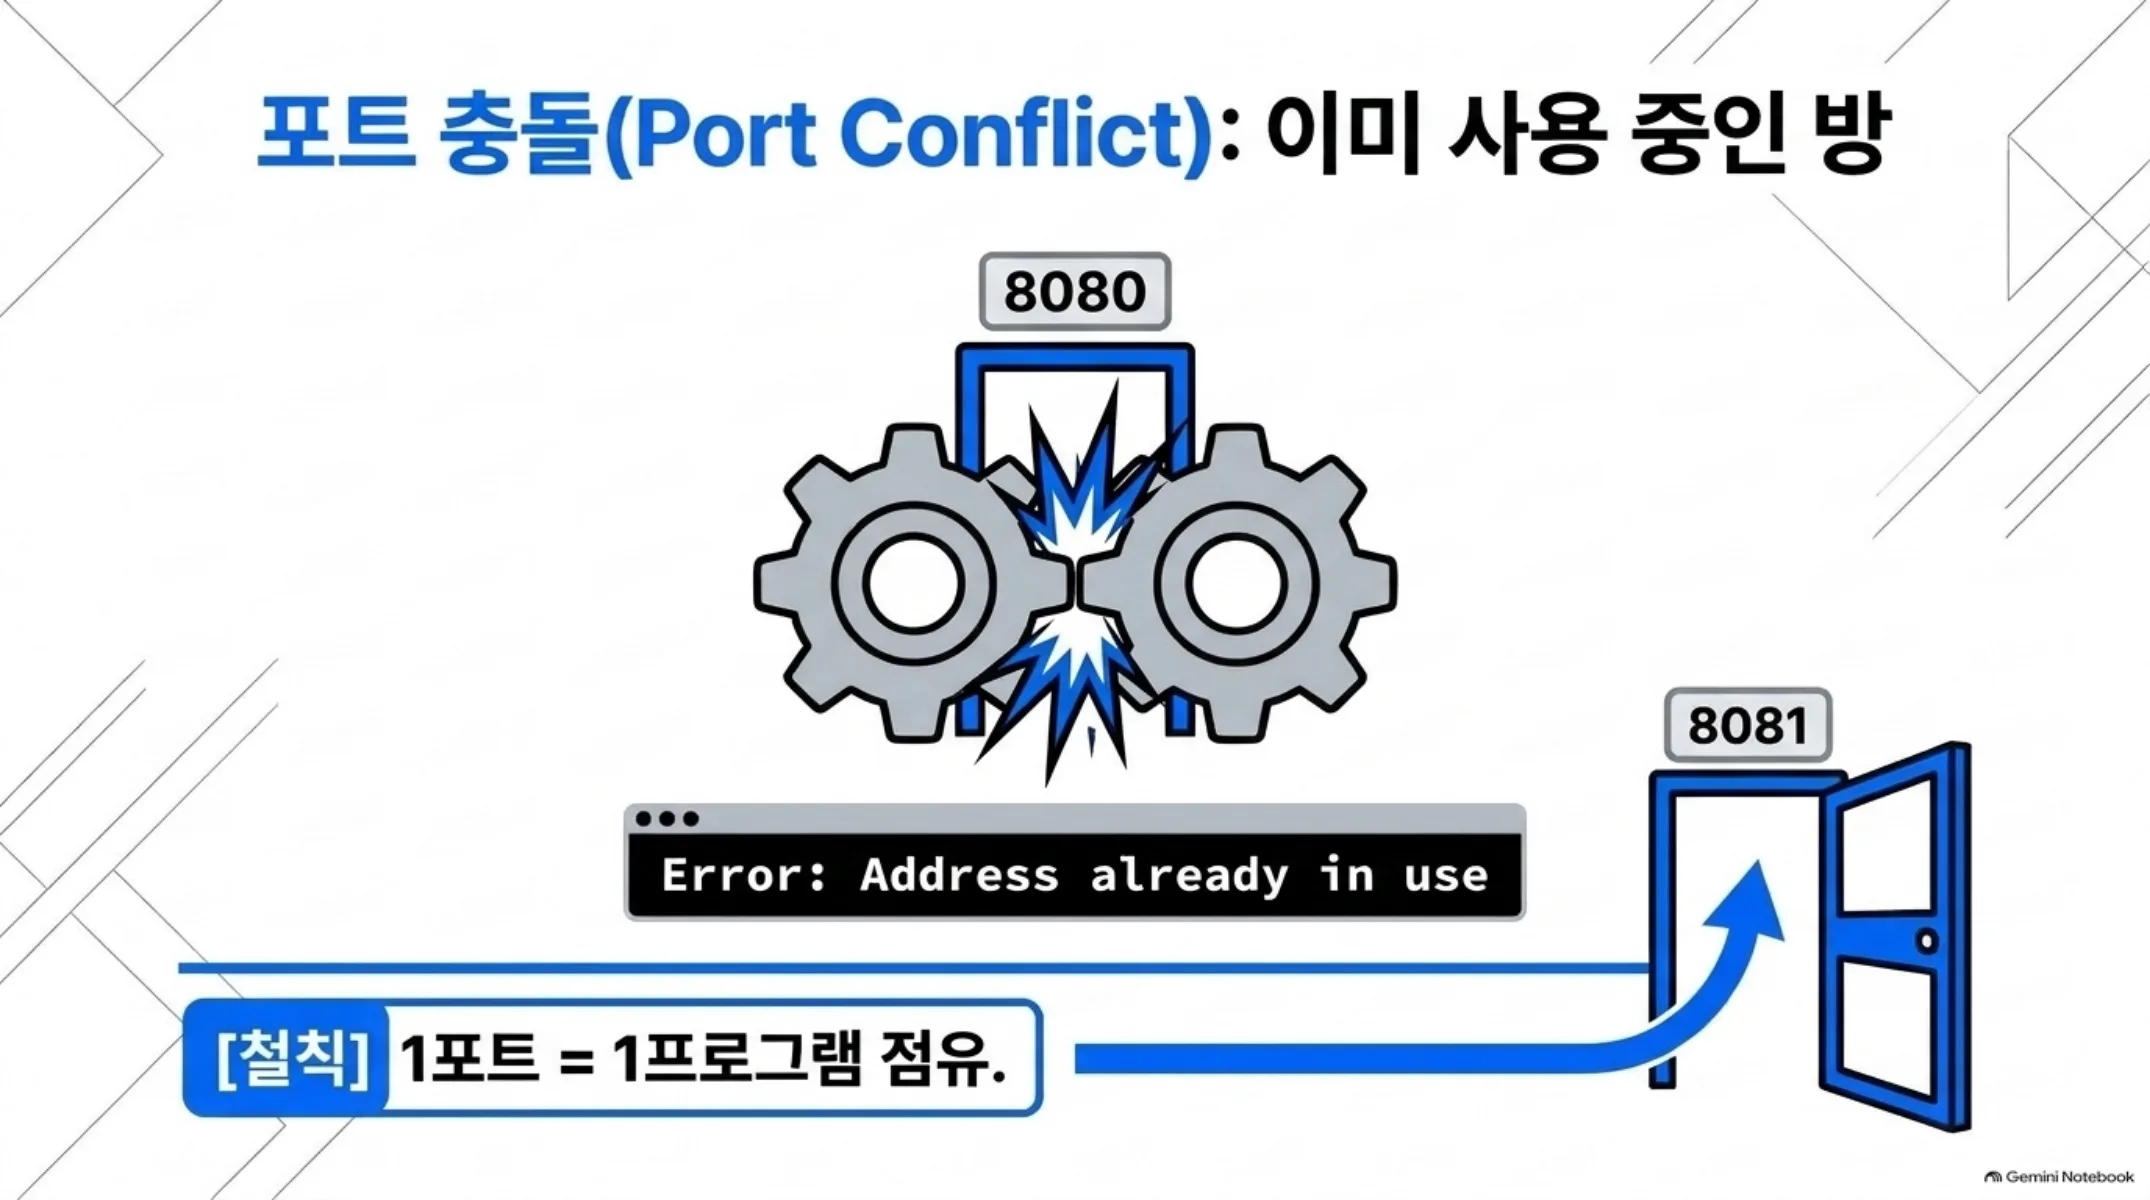 포트 충돌(Port Conflict): 이미 사용 중인 방
8080
8081
Error: Address already in use
[철칙] 1포트 = 1프로그램 점유.
Gemini Notebook